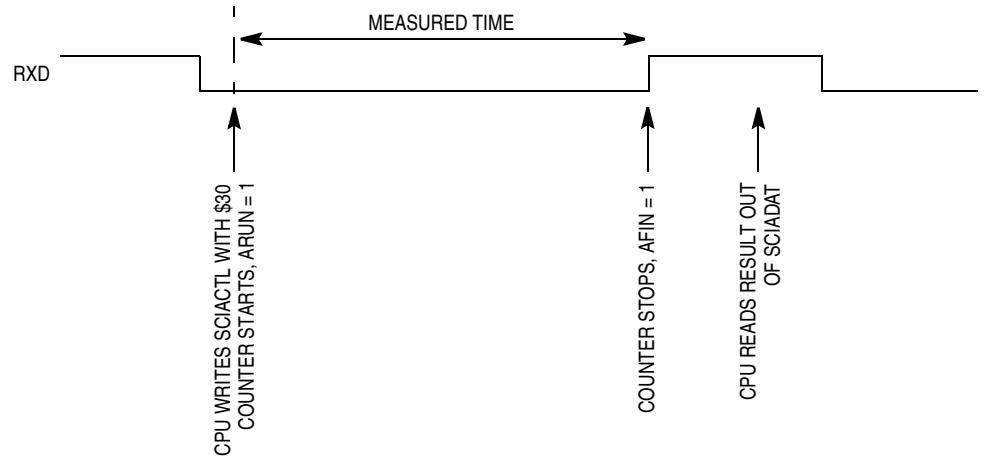 MEASURED TIME
RXD
CPU WRITES SCIACTL WITH $30
COUNTER STARTS, ARUN = 1
COUNTER STOPS, AFIN = 1
CPU READS RESULT OUT
OF SCIADAT